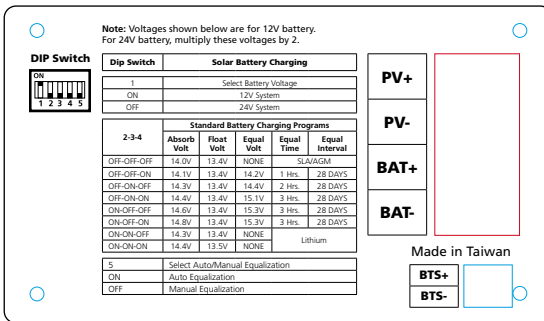 Note: Voltages shown below are for 12V battery.
For 24V battery, multiply these voltages by 2.
DIP Switch
ON
1 2 3 4 5
Dip Switch Solar Battery Charging
1 Select Battery Voltage
ON 12V System
OFF 24V System
2-3-4 Standard Battery Charging Programs
Absorb Volt Float Volt Equal Volt Equal Time Equal Interval
OFF-OFF-OFF 14.0V 13.4V NONE SLA/AGM
OFF-OFF-ON 14.1V 13.4V 14.2V 1 Hrs. 28 DAYS
OFF-ON-OFF 14.3V 13.4V 14.4V 2 Hrs. 28 DAYS
OFF-ON-ON 14.4V 13.4V 15.1V 3 Hrs. 28 DAYS
ON-OFF-OFF 14.6V 13.4V 15.3V 3 Hrs. 28 DAYS
ON-OFF-ON 14.8V 13.4V 15.3V 3 Hrs. 28 DAYS
ON-ON-OFF 14.3V 13.4V NONE Lithium
ON-ON-ON 14.4V 13.5V NONE
5 Select Auto/Manual Equalization
ON Auto Equalization
OFF Manual Equalization
PV+
PV-
BAT+
BAT-
Made in Taiwan
BTS+
BTS-